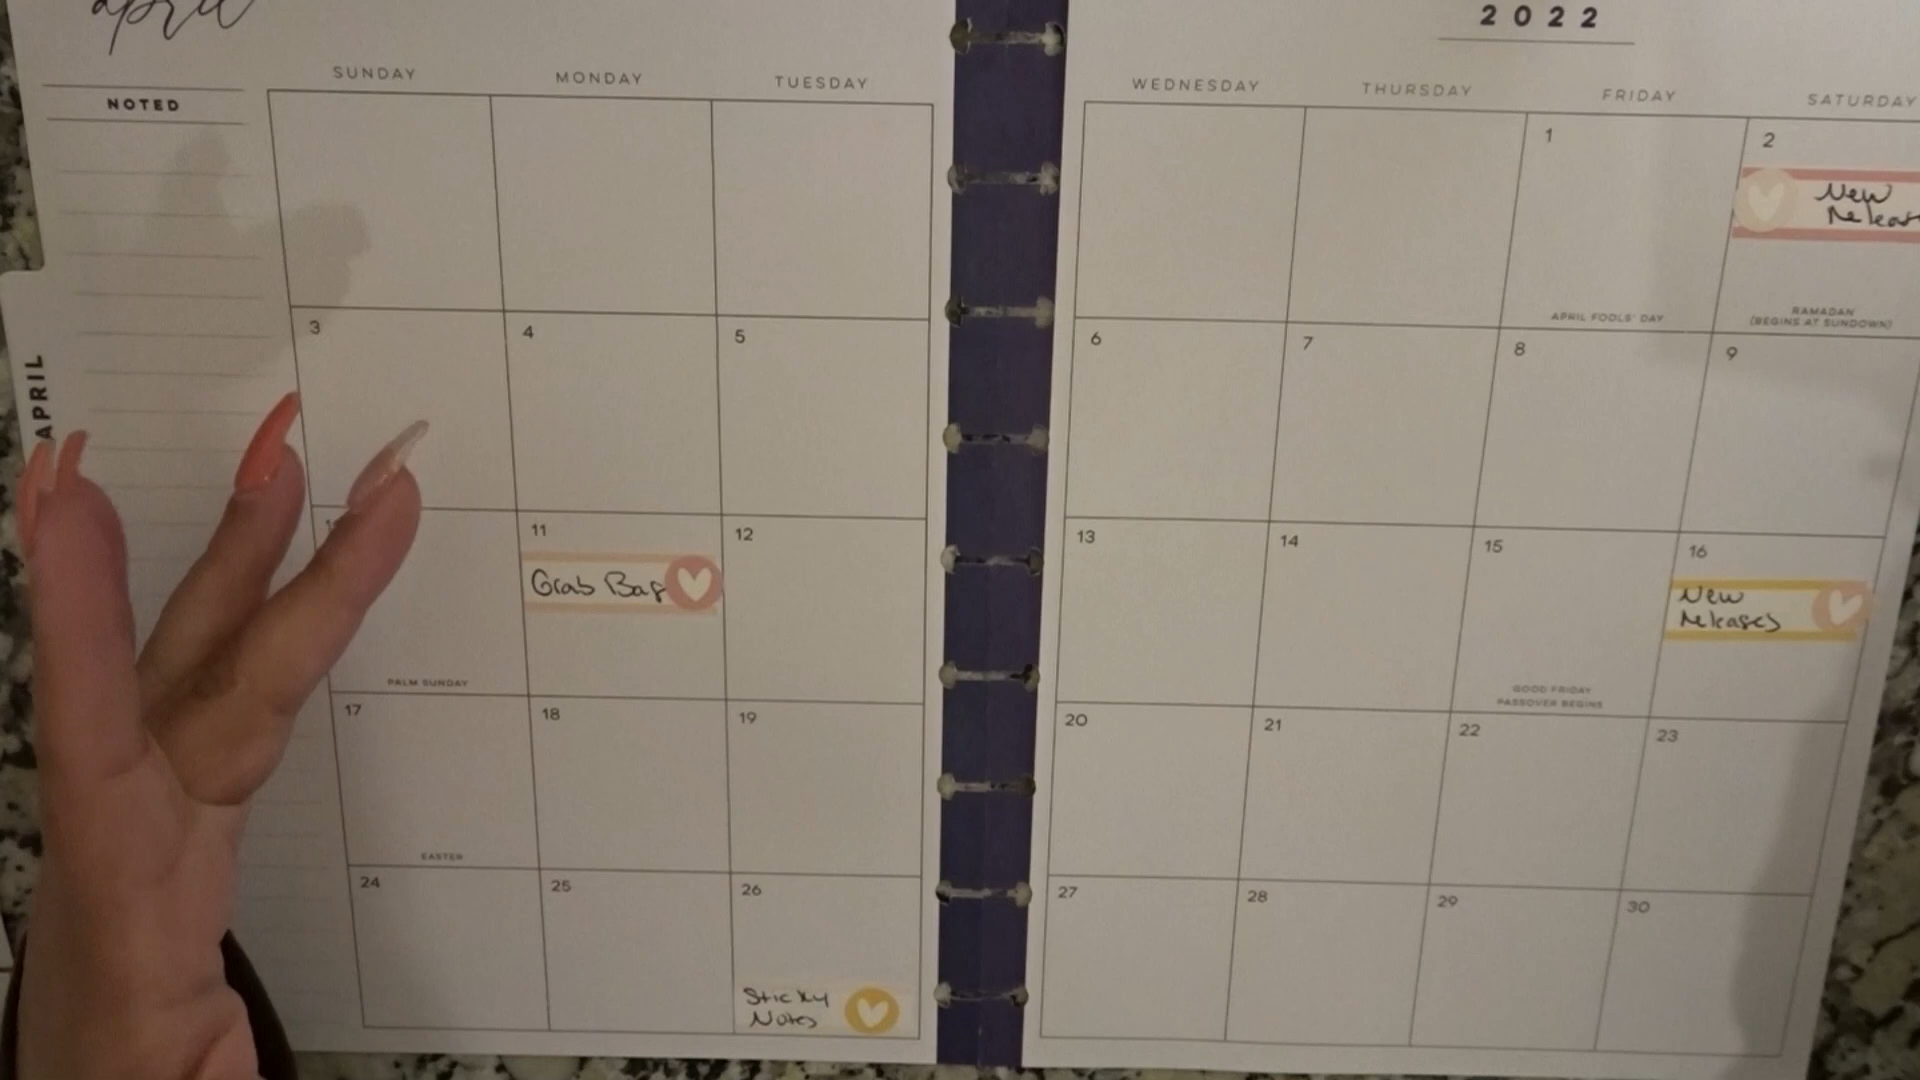 april
2022
SUNDAY
MONDAY
TUESDAY
WEDNESDAY
THURSDAY
FRIDAY
SATURDAY
NOTED
APRIL
1
APRIL FOOLS' DAY
2
New
RAMADAN
(BEGINS AT SUNDOWN)
3
4
5
6
7
8
9
PALM SUNDAY
11
Grab Bag
12
13
14
15
GOOD FRIDAY
PASSOVER BEGINS
16
New
Releases
17
EASTER
18
19
20
21
22
23
24
25
26
Sticky
Notes
27
28
29
30